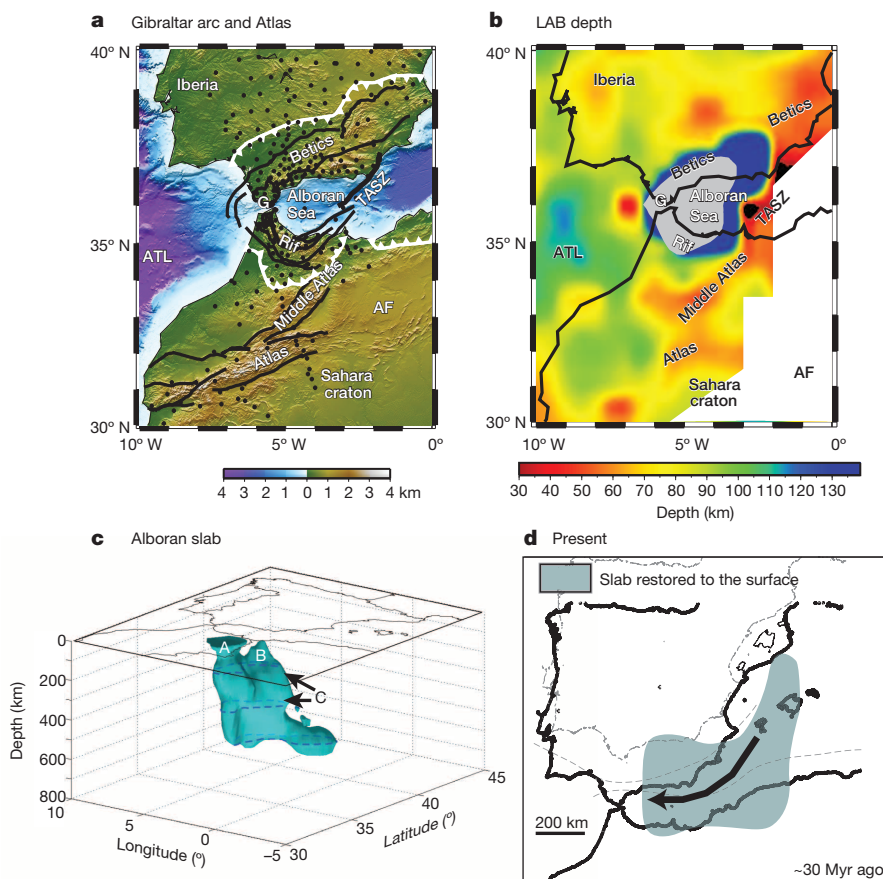 a Gibraltar arc and Atlas
40° N
35° N
30° N
10° W
5° W
0°
Iberia
Betics
G
Alboran
Sea
TASZ
Rif
ATL
Middle Atlas
AF
Atlas
Sahara
craton
4 3 2 1 0 1 2 3 4 km
b LAB depth
40° N
35° N
30° N
10° W
5° W
0°
Iberia
Betics
Betics
G
Alboran
Sea
TASZ
Rif
ATL
Middle Atlas
Atlas
Sahara
craton
AF
30 40 50 60 70 80 90 100 110 120 130
Depth (km)
c Alboran slab
0
200
400
600
800
Depth (km)
A
B
C
10
5
0
–5
Longitude (°)
30
35
40
45
Latitude (°)
d Present
Slab restored to the surface
200 km
~30 Myr ago